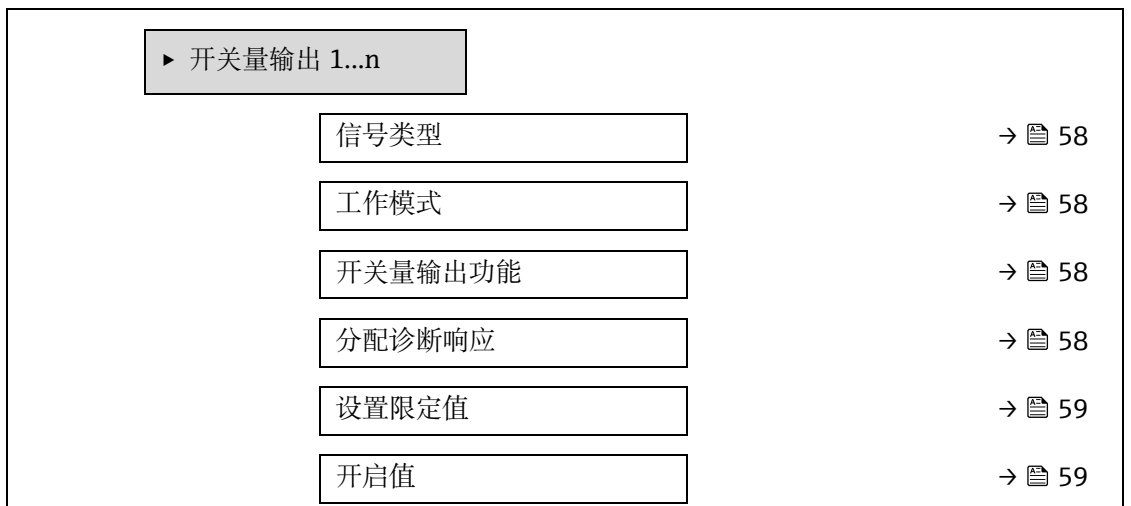 ▶ 开关量输出 1...n
信号类型 → 58
工作模式 → 58
开关量输出功能 → 58
分配诊断响应 → 58
设置限定值 → 59
开启值 → 59